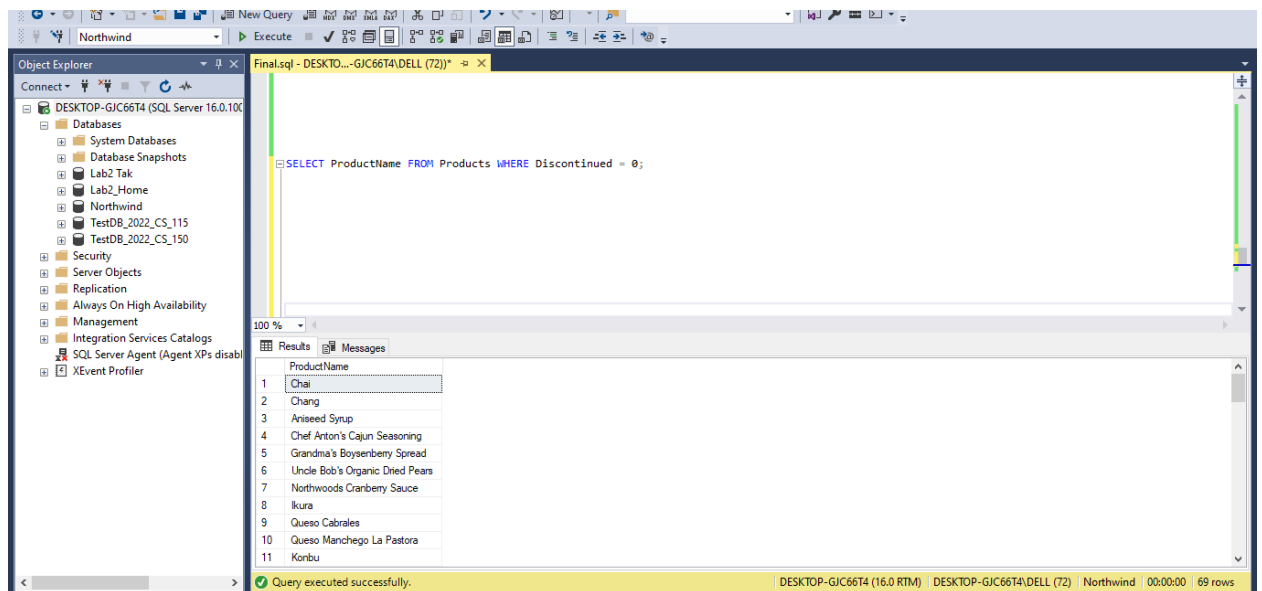 New Query
Northwind
Execute
Object Explorer
Final.sql - DESKTO...-GJC66T4\DELL (72))*
Connect
DESKTOP-GJC66T4 (SQL Server 16.0.100
Databases
System Databases
Database Snapshots
Lab2 Tak
Lab2_Home
Northwind
TestDB_2022_CS_115
TestDB_2022_CS_150
Security
Server Objects
Replication
Always On High Availability
Management
Integration Services Catalogs
SQL Server Agent (Agent XPs disabl
XEvent Profiler
SELECT ProductName FROM Products WHERE Discontinued = 0;
100 %
Results Messages
ProductName
1 Chai
2 Chang
3 Aniseed Syrup
4 Chef Anton's Cajun Seasoning
5 Grandma's Boysenberry Spread
6 Uncle Bob's Organic Dried Pears
7 Northwoods Cranberry Sauce
8 Ikura
9 Queso Cabrales
10 Queso Manchego La Pastora
11 Konbu
Query executed successfully.
DESKTOP-GJC66T4 (16.0 RTM) DESKTOP-GJC66T4\DELL (72) Northwind 00:00:00 69 rows